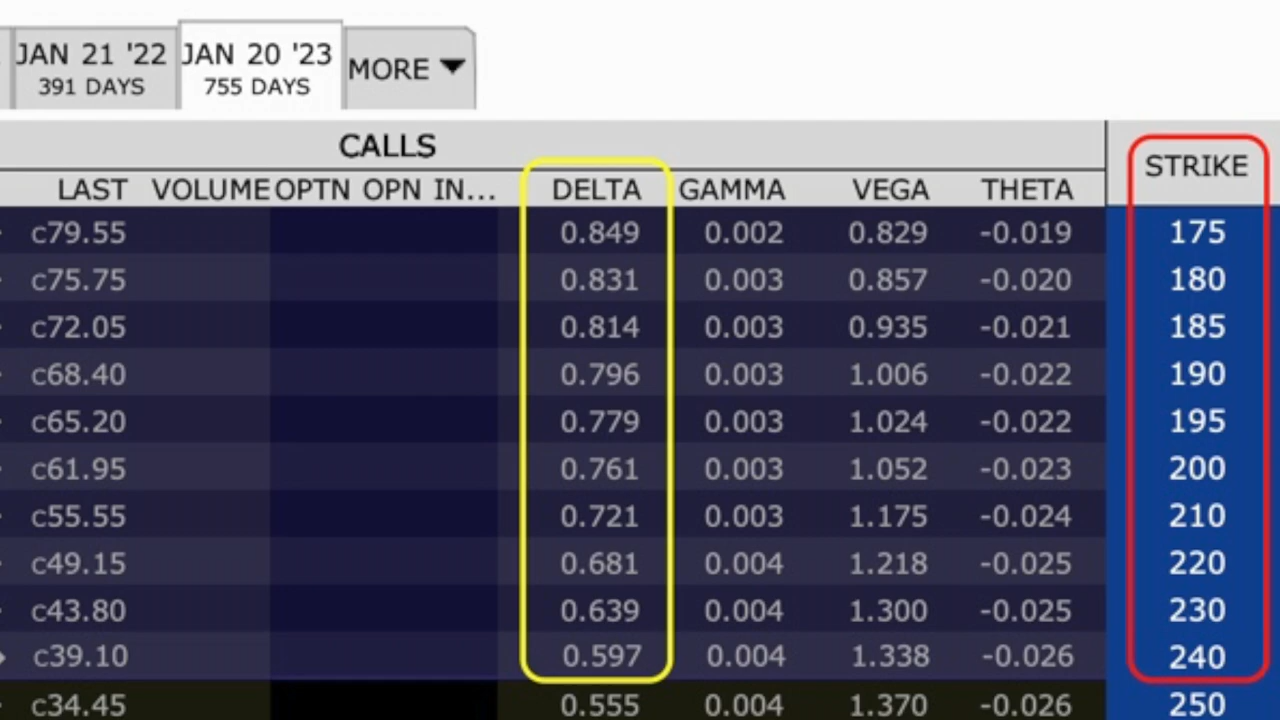 JAN 21 '22 JAN 20 '23 MORE
391 DAYS 755 DAYS
CALLS STRIKE
LAST VOLUME OPTN OPN IN... DELTA GAMMA VEGA THETA
c79.55 0.849 0.002 0.829 -0.019 175
c75.75 0.831 0.003 0.857 -0.020 180
c72.05 0.814 0.003 0.935 -0.021 185
c68.40 0.796 0.003 1.006 -0.022 190
c65.20 0.779 0.003 1.024 -0.022 195
c61.95 0.761 0.003 1.052 -0.023 200
c55.55 0.721 0.003 1.175 -0.024 210
c49.15 0.681 0.004 1.218 -0.025 220
c43.80 0.639 0.004 1.300 -0.025 230
c39.10 0.597 0.004 1.338 -0.026 240
c34.45 0.555 0.004 1.370 -0.026 250